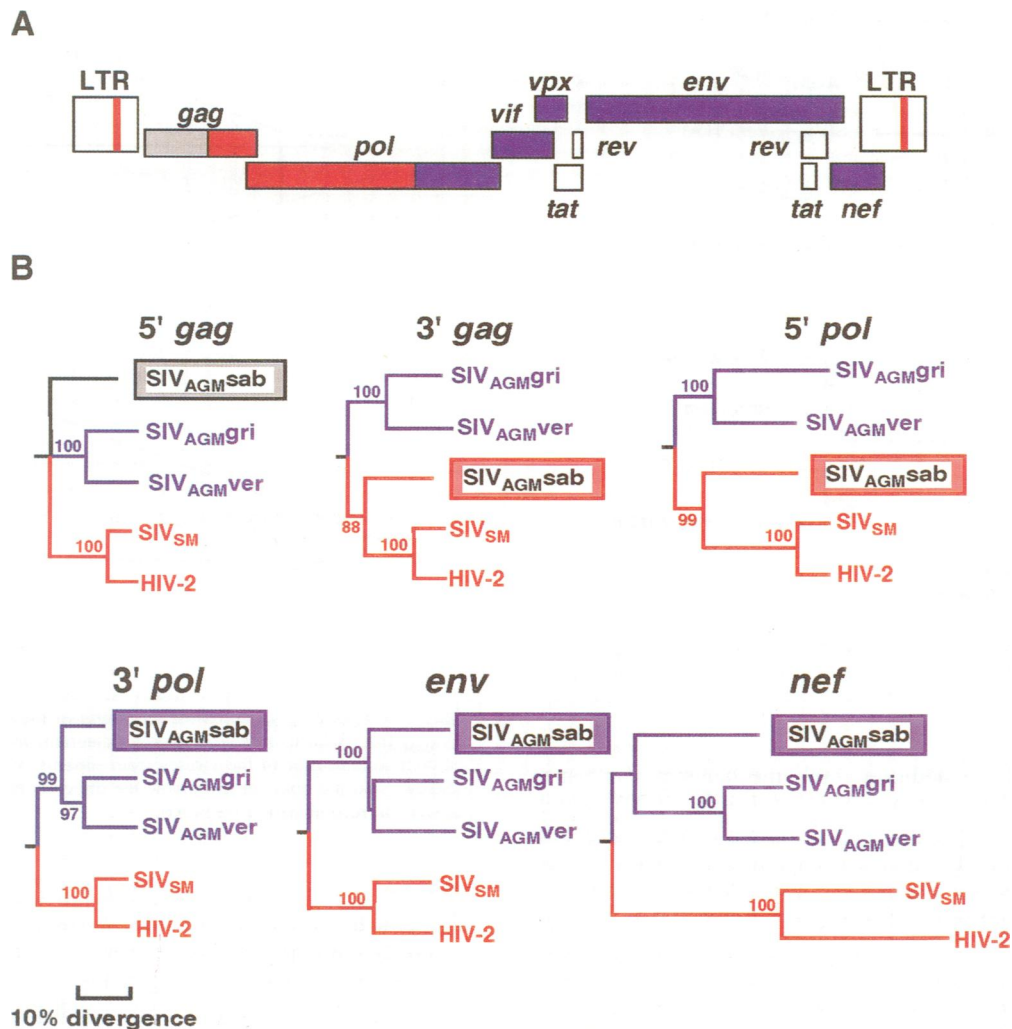 A
LTR
gag
pol
vif
vpx
tat
rev
env
rev
tat
nef
LTR
B
5' gag
SIVAGMsab
100
SIVAGMgri
SIVAGMver
100
SIVSM
HIV-2
3' gag
100
SIVAGMgri
SIVAGMver
SIVAGMsab
88
100
SIVSM
HIV-2
5' pol
100
SIVAGMgri
SIVAGMver
SIVAGMsab
99
100
SIVSM
HIV-2
3' pol
SIVAGMsab
99
SIVAGMgri
97
SIVAGMver
100
SIVSM
HIV-2
env
SIVAGMsab
100
SIVAGMgri
SIVAGMver
100
SIVSM
HIV-2
nef
SIVAGMsab
SIVAGMgri
100
SIVAGMver
100
SIVSM
HIV-2
10% divergence